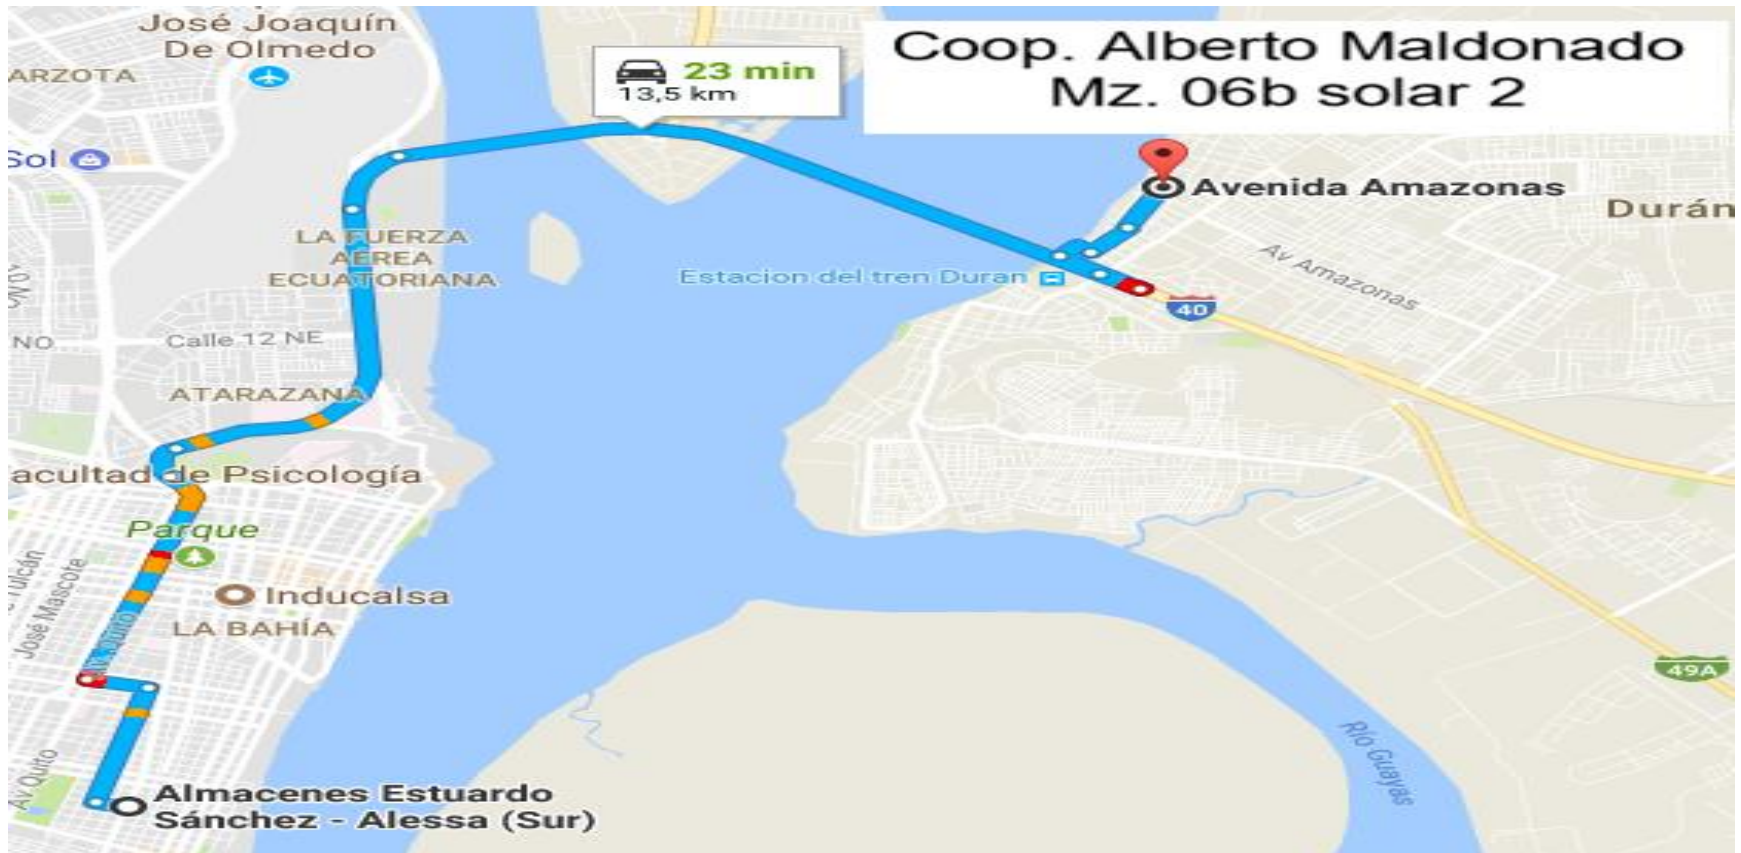 José Joaquín
De Olmedo
ARZOTA
23 min
13,5 km
Coop. Alberto Maldonado
Mz. 06b solar 2
Sol
Avenida Amazonas
Durán
LA FUERZA
AÉREA
ECUATORIANA
Estacion del tren Duran
Av Amazonas
40
NO
Calle 12 NE
ATARAZANA
acultad de Psicología
Parque
José Mascote
Inducalsa
LA BAHÍA
Av. Quito
49A
Río Guayas
Av Quito
Almacenes Estuardo
Sánchez - Alessa (Sur)